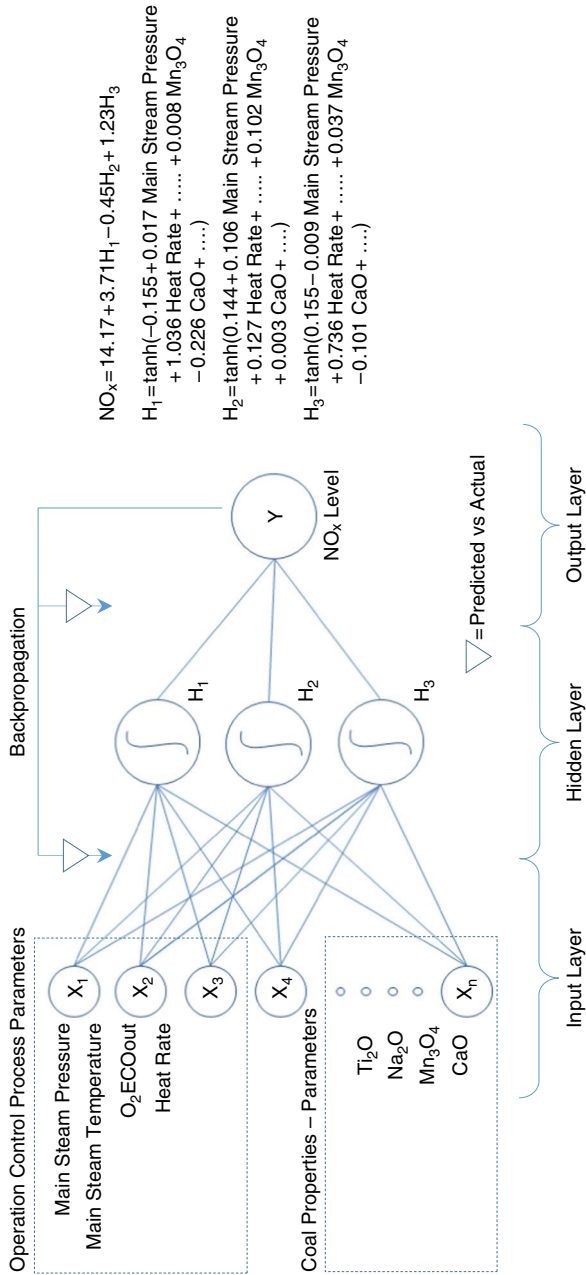 Backpropagation
Operation Control Process Parameters
Main Steam Pressure
Main Steam Temperature
O₂ECOout
Heat Rate
X₁
X₂
X₃
X₄
Coal Properties – Parameters
Ti₂O
Na₂O
Mn₃O₄
CaO
Xₙ
H₁
H₂
H₃
Y
NOₓ Level
= Predicted vs Actual
Input Layer
Hidden Layer
Output Layer
NOₓ=14.17+3.71H₁−0.45H₂+1.23H₃
H₁=tanh(−0.155+0.017 Main Stream Pressure
+1.036 Heat Rate+ ..... +0.008 Mn₃O₄
−0.226 CaO+ ....)
H₂=tanh(0.144+0.106 Main Stream Pressure
+0.127 Heat Rate+ ..... +0.102 Mn₃O₄
+0.003 CaO+ ....)
H₃=tanh(0.155−0.009 Main Stream Pressure
+0.736 Heat Rate+ ..... +0.037 Mn₃O₄
−0.101 CaO+ ....)